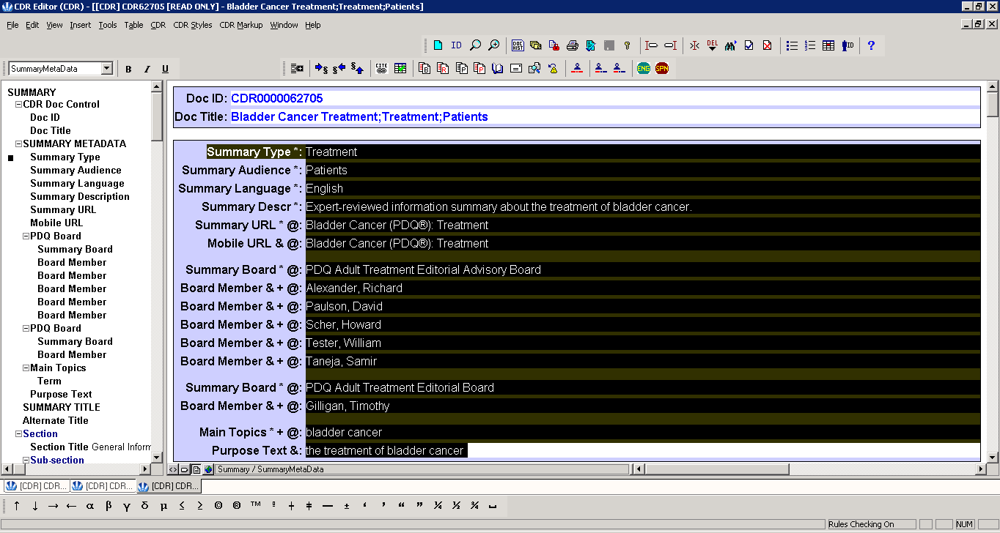 CDR Editor (CDR) - [[CDR] CDR62705 [READ ONLY] - Bladder Cancer Treatment;Treatment;Patients]
File Edit View Insert Tools Table CDR CDR Styles CDR Markup Window Help
ID DOC HIST DEL ID ?
SummaryMetaData B I U CITE ENG SPN
SUMMARY
CDR Doc Control
Doc ID
Doc Title
SUMMARY METADATA
Summary Type
Summary Audience
Summary Language
Summary Description
Summary URL
Mobile URL
PDQ Board
Summary Board
Board Member
Board Member
Board Member
Board Member
Board Member
PDQ Board
Summary Board
Board Member
Main Topics
Term
Purpose Text
SUMMARY TITLE
Alternate Title
Section
Section Title General Inforr
Sub-section
Doc ID: CDR0000062705
Doc Title: Bladder Cancer Treatment;Treatment;Patients
Summary Type *: Treatment
Summary Audience *: Patients
Summary Language *: English
Summary Descr *: Expert-reviewed information summary about the treatment of bladder cancer.
Summary URL * @: Bladder Cancer (PDQ®): Treatment
Mobile URL & @: Bladder Cancer (PDQ®): Treatment
Summary Board * @: PDQ Adult Treatment Editorial Advisory Board
Board Member & + @: Alexander, Richard
Board Member & + @: Paulson, David
Board Member & + @: Scher, Howard
Board Member & + @: Tester, William
Board Member & + @: Taneja, Samir
Summary Board * @: PDQ Adult Treatment Editorial Board
Board Member & + @: Gilligan, Timothy
Main Topics * + @: bladder cancer
Purpose Text &: the treatment of bladder cancer
Summary / SummaryMetaData
[CDR] CDR... [CDR] CDR... [CDR] CDR...
↑ ↓ → ← α β γ δ μ ≤ ≥ © ® ™ º † ‡ — ± ‘ ’ “ ” ¼ ½ ¾
Rules Checking On NUM